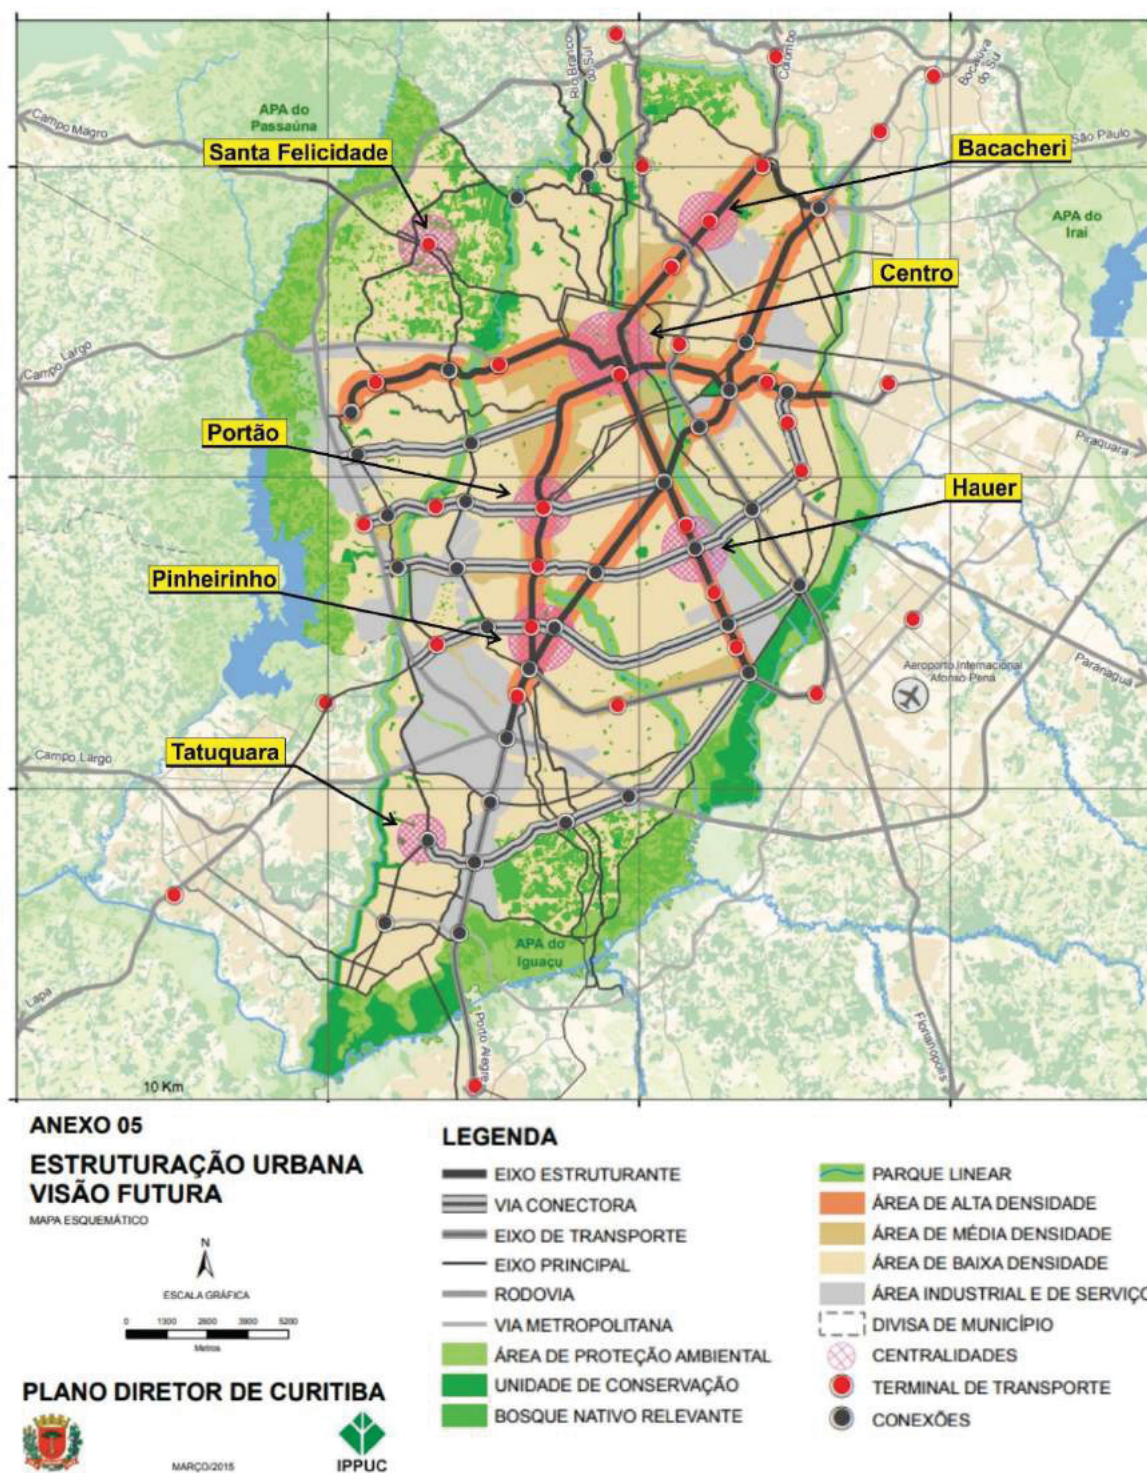 Rio Branco
do Sul
Colombo
Bocaiúva
do Sul
APA do
Passaúna
Campo Magro
São Paulo
Santa Felicidade
Bacacheri
APA do
Iraí
Centro
Campo Largo
Portão
Piraquara
Hauer
Pinheirinho
Aeroporto Internacional
Afonso Pena
Paranaguá
Tatuquara
Campo Largo
APA do
Iguaçu
Lapa
Porto Alegre
Florianópolis
10 Km
ANEXO 05
ESTRUTURAÇÃO URBANA
VISÃO FUTURA
MAPA ESQUEMÁTICO
N
ESCALA GRÁFICA
0 1300 2600 3900 5200
Metros
PLANO DIRETOR DE CURITIBA
MARÇO/2015
IPPUC
LEGENDA
EIXO ESTRUTURANTE
VIA CONECTORA
EIXO DE TRANSPORTE
EIXO PRINCIPAL
RODOVIA
VIA METROPOLITANA
ÁREA DE PROTEÇÃO AMBIENTAL
UNIDADE DE CONSERVAÇÃO
BOSQUE NATIVO RELEVANTE
PARQUE LINEAR
ÁREA DE ALTA DENSIDADE
ÁREA DE MÉDIA DENSIDADE
ÁREA DE BAIXA DENSIDADE
ÁREA INDUSTRIAL E DE SERVIÇO
DIVISA DE MUNICÍPIO
CENTRALIDADES
TERMINAL DE TRANSPORTE
CONEXÕES